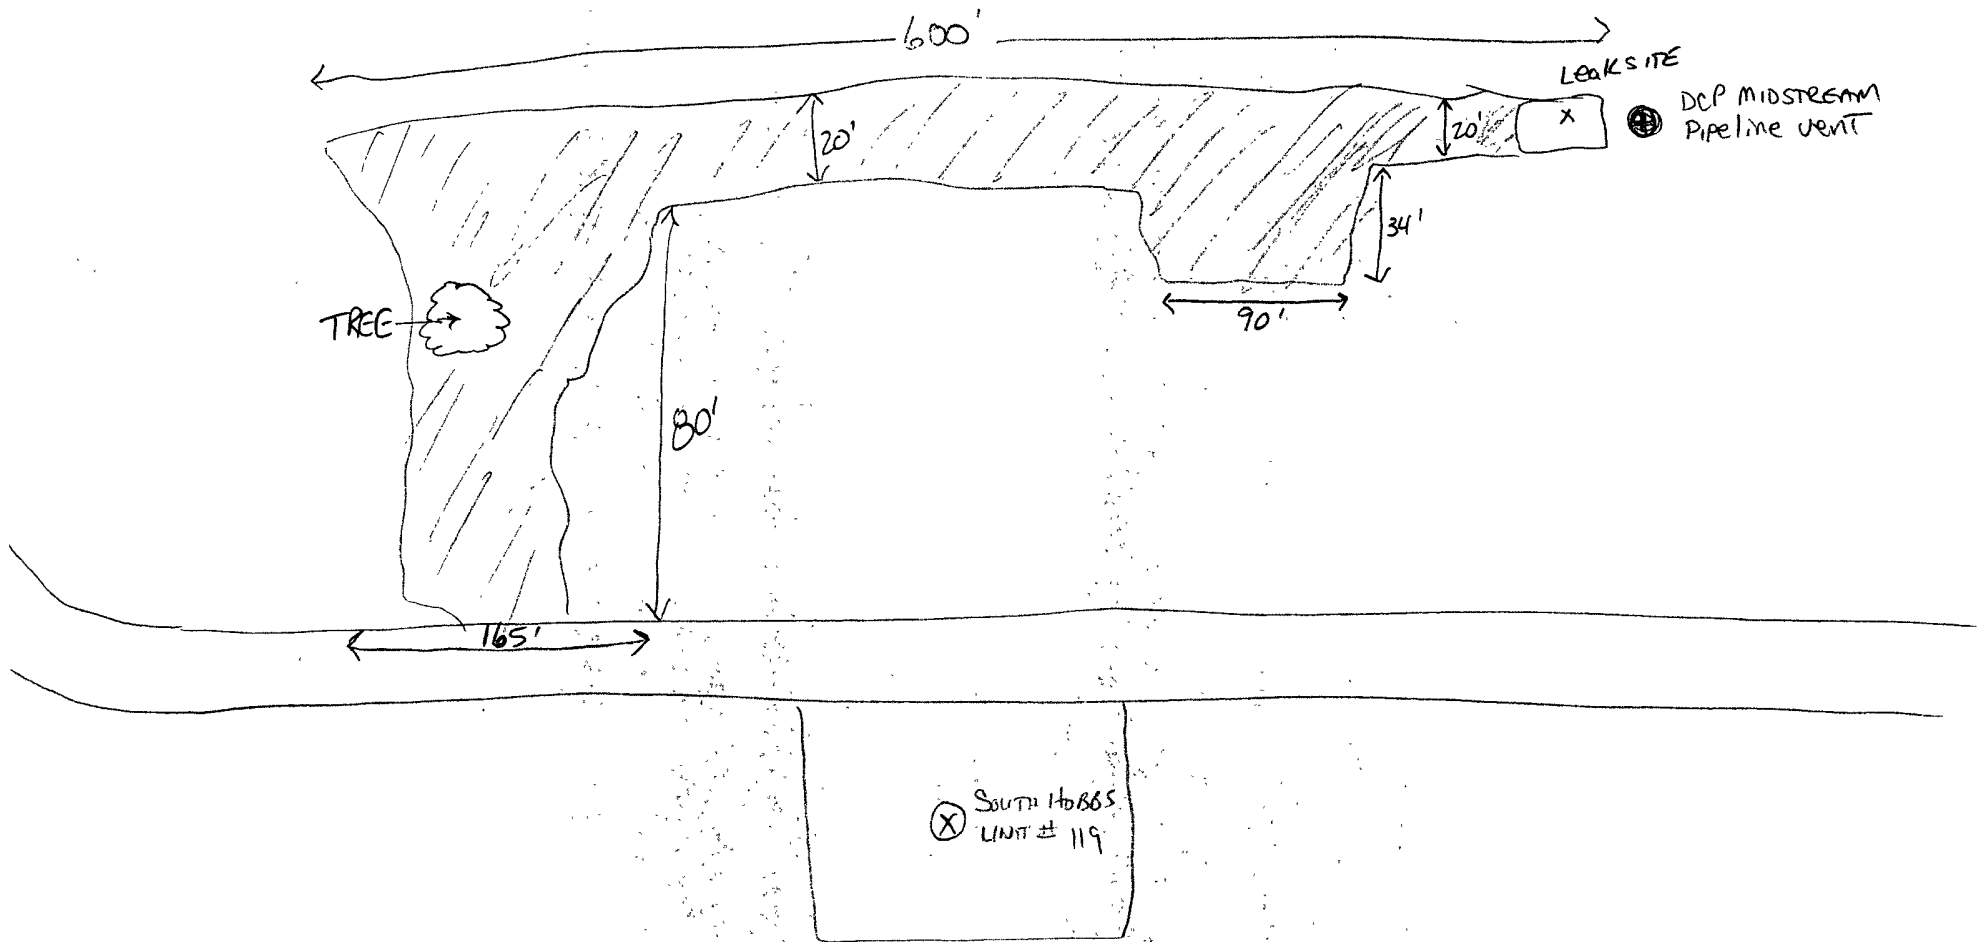 600'
LeaK SITE
DCP MIDSTREAM
PIPeline VenT
20'
20'
34'
90'
TREE
80'
165'
SOUTH HOBBS
UNIT # 119